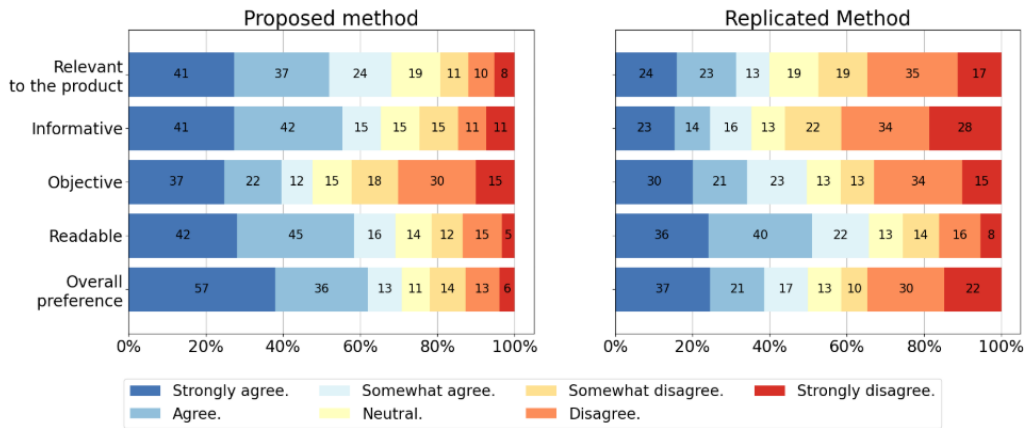 Proposed method
Replicated Method
Relevant
to the product
41 37 24 19 11 10 8
24 23 13 19 19 35 17
Informative
41 42 15 15 15 11 11
23 14 16 13 22 34 28
Objective
37 22 12 15 18 30 15
30 21 23 13 13 34 15
Readable
42 45 16 14 12 15 5
36 40 22 13 14 16 8
Overall
preference
57 36 13 11 14 13 6
37 21 17 13 10 30 22
0% 20% 40% 60% 80% 100%
0% 20% 40% 60% 80% 100%
Strongly agree. Somewhat agree. Somewhat disagree. Strongly disagree.
Agree. Neutral. Disagree.